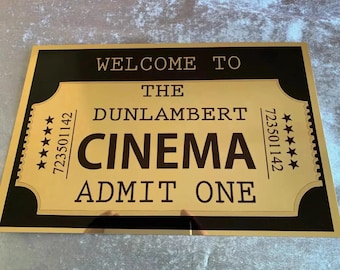 WELCOME TO
THE
DUNLAMBERT
CINEMA
ADMIT ONE
723501142
723501142